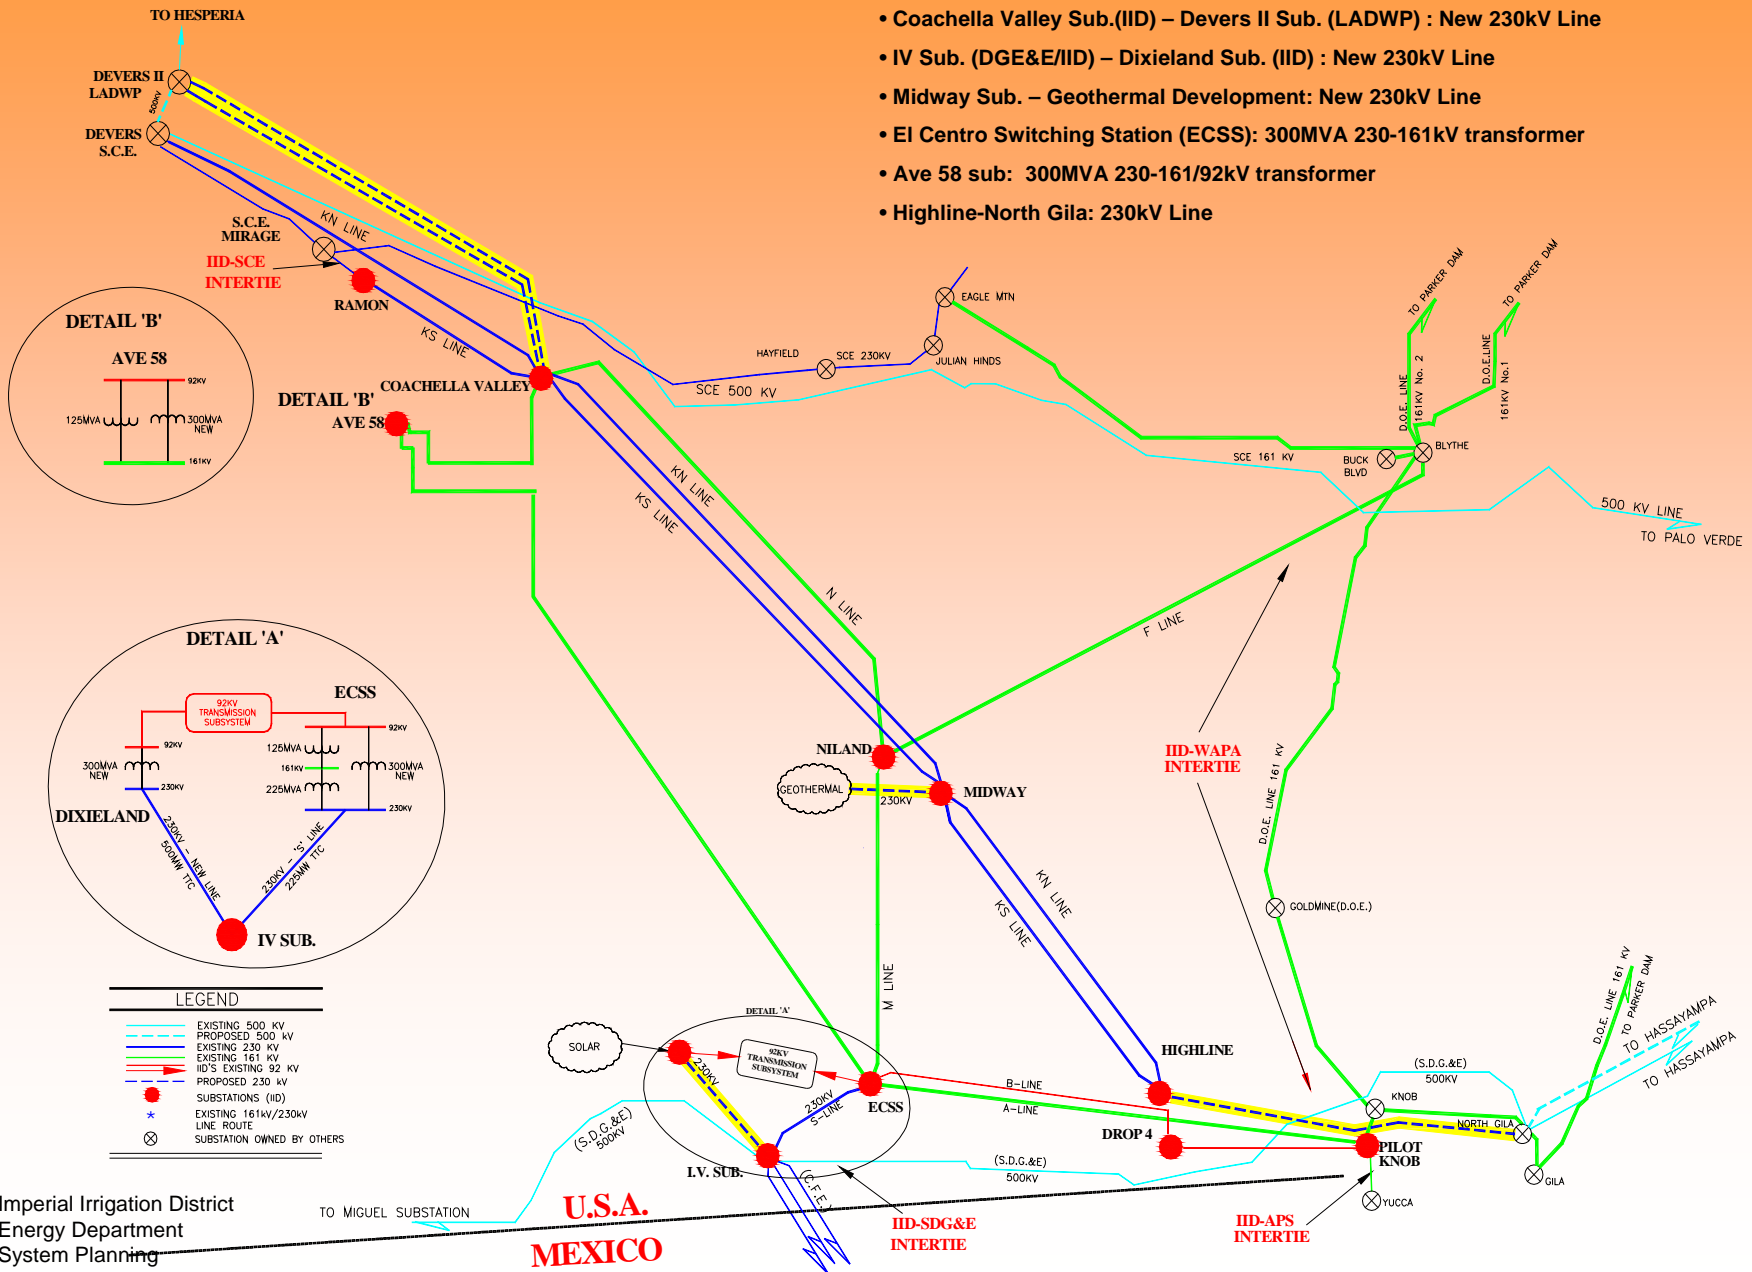 • Coachella Valley Sub.(IID) – Devers II Sub. (LADWP) : New 230kV Line
• IV Sub. (DGE&E/IID) – Dixieland Sub. (IID) : New 230kV Line
• Midway Sub. – Geothermal Development: New 230kV Line
• El Centro Switching Station (ECSS): 300MVA 230-161kV transformer
• Ave 58 sub: 300MVA 230-161/92kV transformer
• Highline-North Gila: 230kV Line
TO HESPERIA
DEVERS II
LADWP
500KV
DEVERS
S.C.E.
S.C.E.
MIRAGE
KN LINE
IID-SCE
INTERTIE
RAMON
KS LINE
COACHELLA VALLEY
DETAIL 'B'
AVE 58
92KV
125MVA
300MVA
NEW
161KV
DETAIL 'B'
AVE 58
EAGLE MTN
HAYFIELD
SCE 230KV
JULIAN HINDS
SCE 500 KV
TO PARKER DAM
TO PARKER DAM
D.O.E. LINE
161KV No. 2
D.O.E.LINE
161KV No.1
BLYTHE
BUCK
BLVD
SCE 161 KV
500 KV LINE
TO PALO VERDE
KN LINE
KS LINE
N LINE
F LINE
DETAIL 'A'
ECSS
92KV
TRANSMISSION
SUBSYSTEM
92KV
92KV
125MVA
300MVA
NEW
161KV
300MVA
NEW
225MVA
230KV
230KV
DIXIELAND
230KV - NEW LINE
500MW TTC
230KV - 'S' LINE
225MW TTC
IV SUB.
NILAND
GEOTHERMAL
230KV
MIDWAY
IID-WAPA
INTERTIE
D.O.E. LINE 161 KV
GOLDMINE(D.O.E.)
KN LINE
KS LINE
M LINE
LEGEND
EXISTING 500 KV
PROPOSED 500 kV
EXISTING 230 KV
EXISTING 161 KV
IID'S EXISTING 92 KV
PROPOSED 230 kV
SUBSTATIONS (IID)
EXISTING 161kV/230kV
LINE ROUTE
SUBSTATION OWNED BY OTHERS
DETAIL 'A'
SOLAR
92KV
TRANSMISSION
SUBSYSTEM
230KV
230KV
S-LINE
ECSS
I.V. SUB.
(S.D.G.&E)
500KV
(C.F.E.)
B-LINE
A-LINE
HIGHLINE
DROP 4
(S.D.G.&E)
500KV
(S.D.G.&E)
500KV
KNOB
NORTH GILA
PILOT
KNOB
GILA
YUCCA
D.O.E. LINE 161 KV
TO PARKER DAM
TO HASSAYAMPA
TO HASSAYAMPA
IID-SDG&E
INTERTIE
IID-APS
INTERTIE
TO MIGUEL SUBSTATION
U.S.A.
MEXICO
Imperial Irrigation District
Energy Department
System Planning